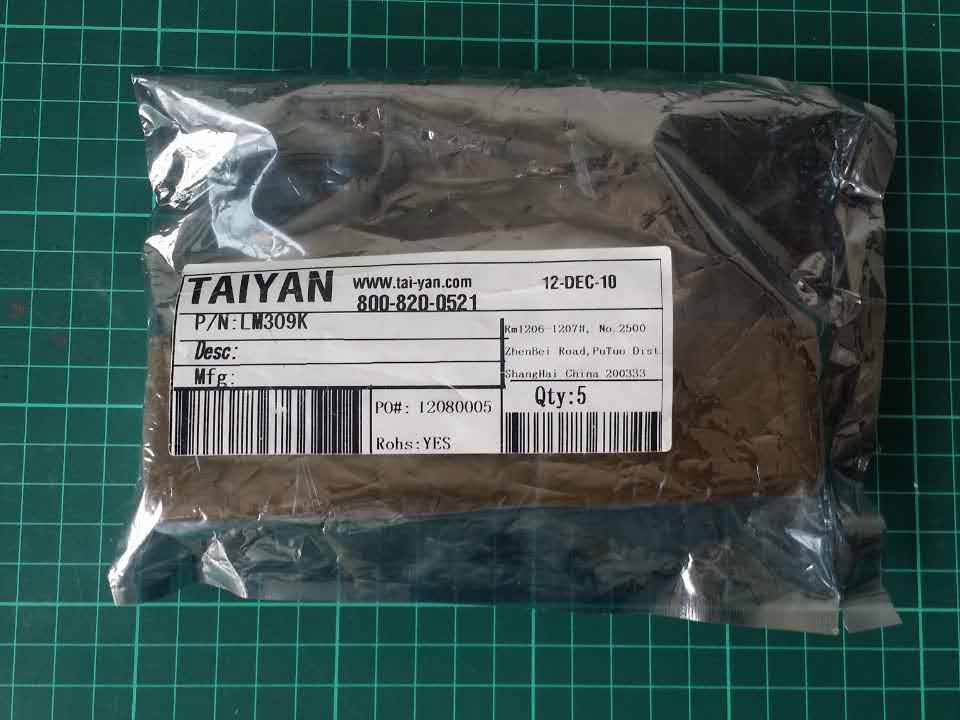 TAIYAN www.tai-yan.com 12-DEC-10
800-820-0521
P/N:LM309K
Km1206-1207#, No.2500
Desc:
ZhenBei Road,PuTuo Dist
Mfg:
ShangHai China 200333
Qty:5
PO#: 12080005
Rohs:YES